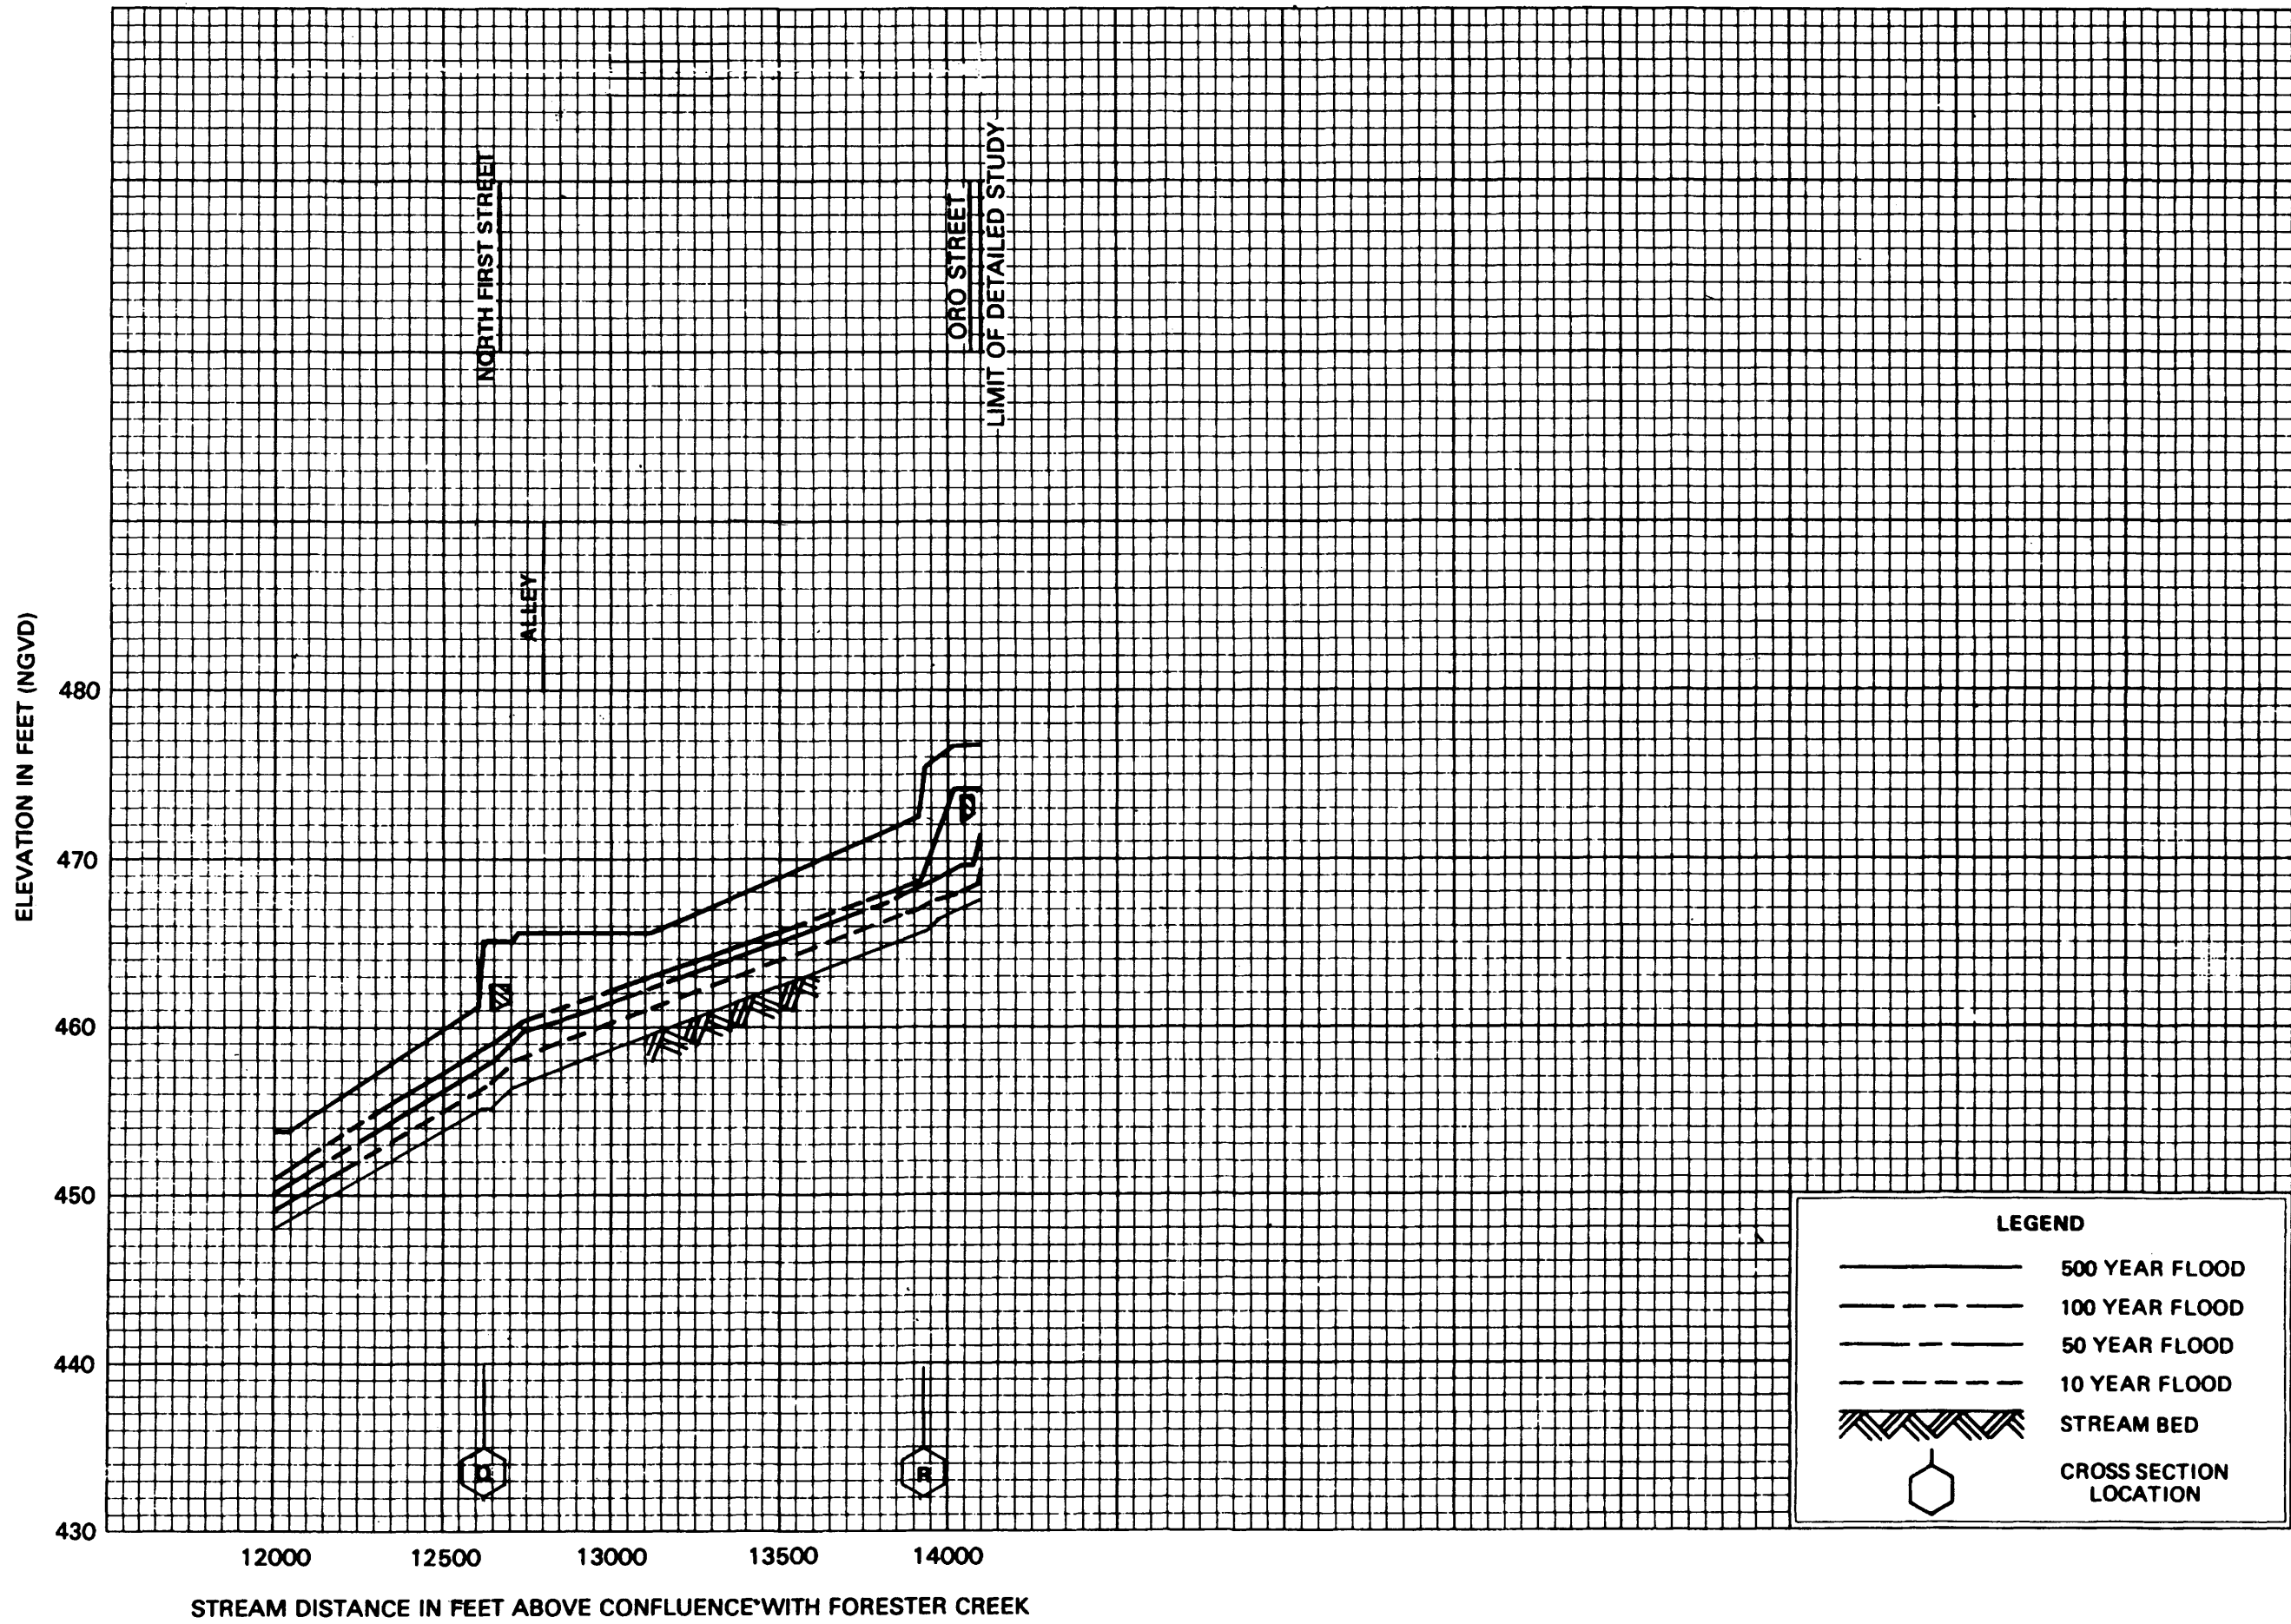 NORTH FIRST STREET
ORO STREET
LIMIT OF DETAILED STUDY
ALLEY
ELEVATION IN FEET (NGVD)
480
470
460
450
440
430
Q
R
12000
12500
13000
13500
14000
STREAM DISTANCE IN FEET ABOVE CONFLUENCE WITH FORESTER CREEK
LEGEND
500 YEAR FLOOD
100 YEAR FLOOD
50 YEAR FLOOD
10 YEAR FLOOD
STREAM BED
CROSS SECTION
LOCATION